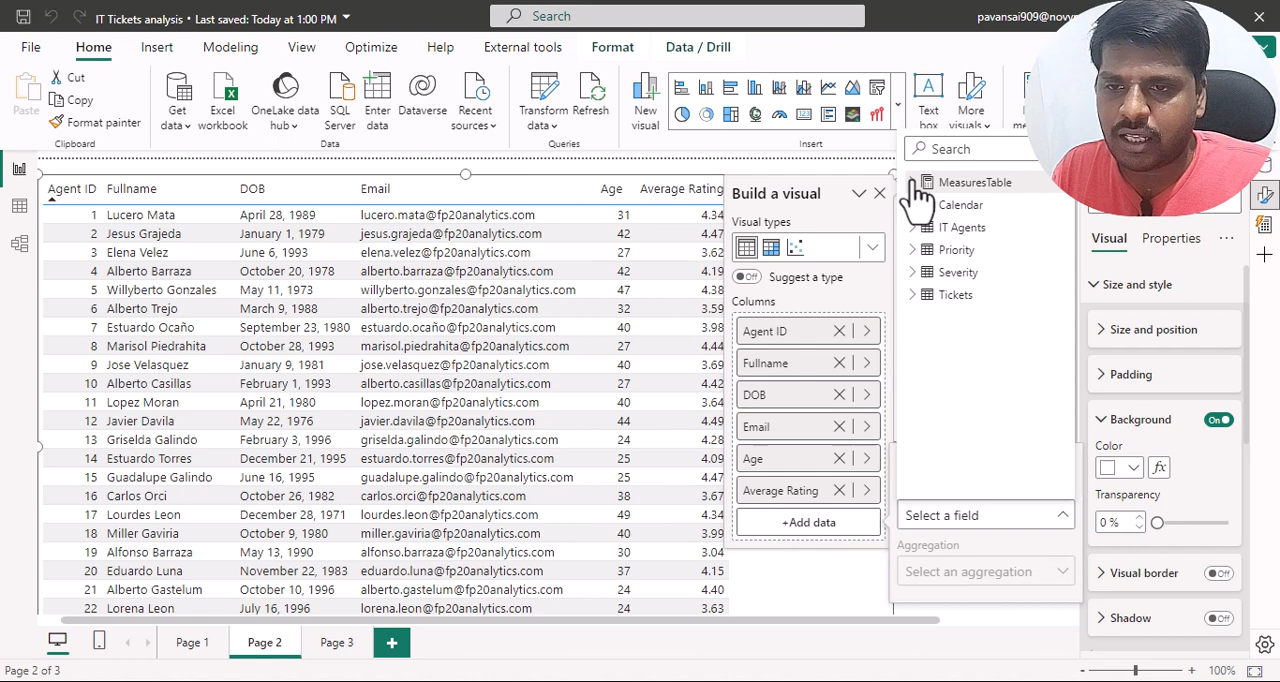 IT Tickets analysis • Last saved: Today at 1:00 PM
Search
pavansai909@novy
File
Home
Insert
Modeling
View
Optimize
Help
External tools
Format
Data / Drill
Paste
Cut
Copy
Format painter
Clipboard
Get data
Excel workbook
OneLake data hub
SQL Server
Enter data
Dataverse
Recent sources
Data
Transform data
Refresh
Queries
New visual
Text box
More visuals
Insert
Agent ID Fullname DOB Email Age Average Rating
1 Lucero Mata April 28, 1989 lucero.mata@fp20analytics.com 31 4.34
2 Jesus Grajeda January 1, 1979 jesus.grajeda@fp20analytics.com 42 4.47
3 Elena Velez June 6, 1993 elena.velez@fp20analytics.com 27 4.34
4 Alberto Barraza October 20, 1978 alberto.barraza@fp20analytics.com 42 4.19
5 Willyberto Gonzales May 11, 1973 willyberto.gonzales@fp20analytics.com 47 4.38
6 Alberto Trejo March 9, 1988 alberto.trejo@fp20analytics.com 32 3.59
7 Estuardo Ocaño September 23, 1980 estuardo.ocaño@fp20analytics.com 40 3.98
8 Marisol Piedrahita October 28, 1993 marisol.piedrahita@fp20analytics.com 27 4.44
9 Jose Velasquez January 9, 1981 jose.velasquez@fp20analytics.com 40 3.69
10 Alberto Casillas February 1, 1993 alberto.casillas@fp20analytics.com 27 4.42
11 Lopez Moran April 21, 1980 lopez.moran@fp20analytics.com 40 3.64
12 Javier Davila May 22, 1976 javier.davila@fp20analytics.com 44 4.49
13 Griselda Galindo February 3, 1996 griselda.galindo@fp20analytics.com 24 4.28
14 Estuardo Torres December 21, 1995 estuardo.torres@fp20analytics.com 25 4.09
15 Guadalupe Galindo June 16, 1995 guadalupe.galindo@fp20analytics.com 25 4.47
16 Carlos Orci October 26, 1982 carlos.orci@fp20analytics.com 38 3.67
17 Lourdes Leon December 28, 1971 lourdes.leon@fp20analytics.com 49 4.34
18 Miller Gaviria October 9, 1980 miller.gaviria@fp20analytics.com 40 4.31
19 Alfonso Barraza May 13, 1990 alfonso.barraza@fp20analytics.com 30 3.04
20 Eduardo Luna November 22, 1983 eduardo.luna@fp20analytics.com 37 4.15
21 Alberto Gastelum October 10, 1996 alberto.gastelum@fp20analytics.com 24 4.40
22 Lorena Leon July 16, 1996 lorena.leon@fp20analytics.com 24 3.63
Build a visual
Visual types
Off Suggest a type
Columns
Agent ID
Fullname
DOB
Email
Age
Average Rating
+Add data
Search
MeasuresTable
Calendar
IT Agents
Priority
Severity
Tickets
Select a field
Aggregation
Select an aggregation
Visual
Properties
Size and style
Size and position
Padding
Background On
Color
fx
Transparency
0 %
Visual border Off
Shadow Off
Page 1
Page 2
Page 3
Page 2 of 3
- + 100%